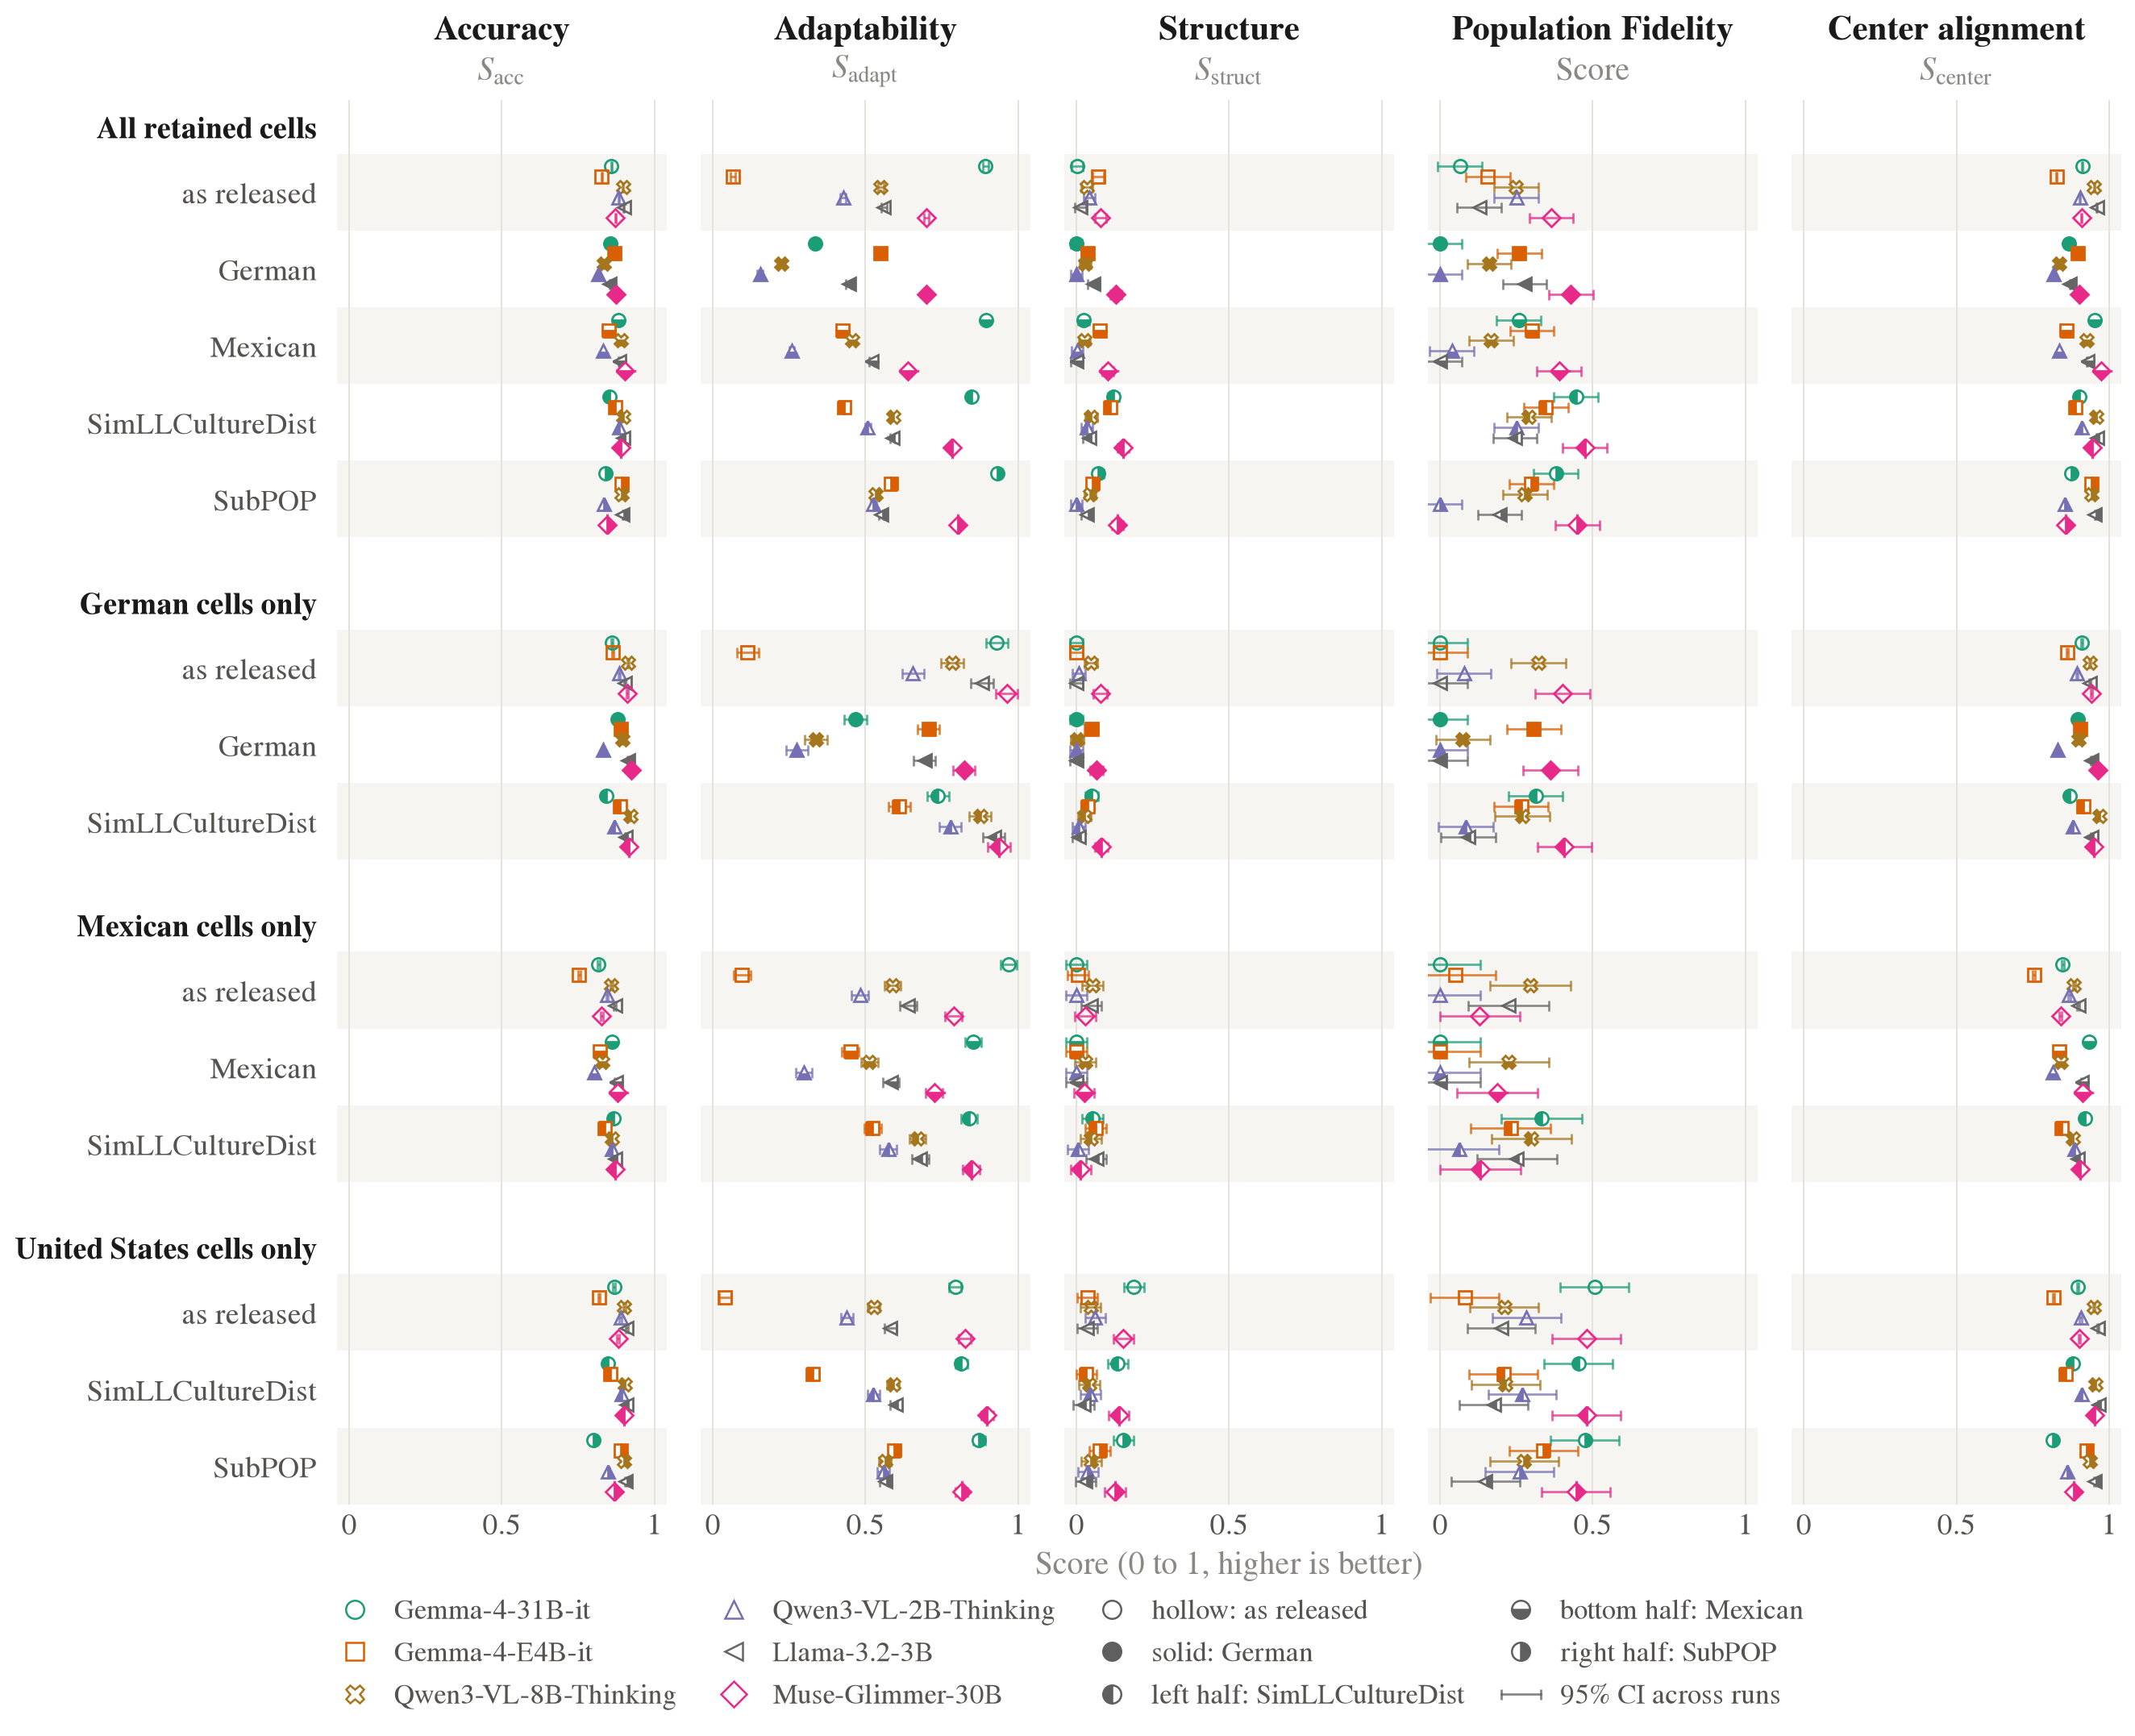 Accuracy Adaptability Structure Population Fidelity Center alignment
S_acc S_adapt S_struct Score S_center
All retained cells
as released
German
Mexican
SimLLCultureDist
SubPOP
German cells only
as released
German
SimLLCultureDist
Mexican cells only
as released
Mexican
SimLLCultureDist
United States cells only
as released
SimLLCultureDist
SubPOP
0 0.5 1 0 0.5 1 0 0.5 1 0 0.5 1 0 0.5 1
Score (0 to 1, higher is better)
Gemma-4-31B-it Qwen3-VL-2B-Thinking hollow: as released bottom half: Mexican
Gemma-4-E4B-it Llama-3.2-3B solid: German right half: SubPOP
Qwen3-VL-8B-Thinking Muse-Glimmer-30B left half: SimLLCultureDist 95% CI across runs